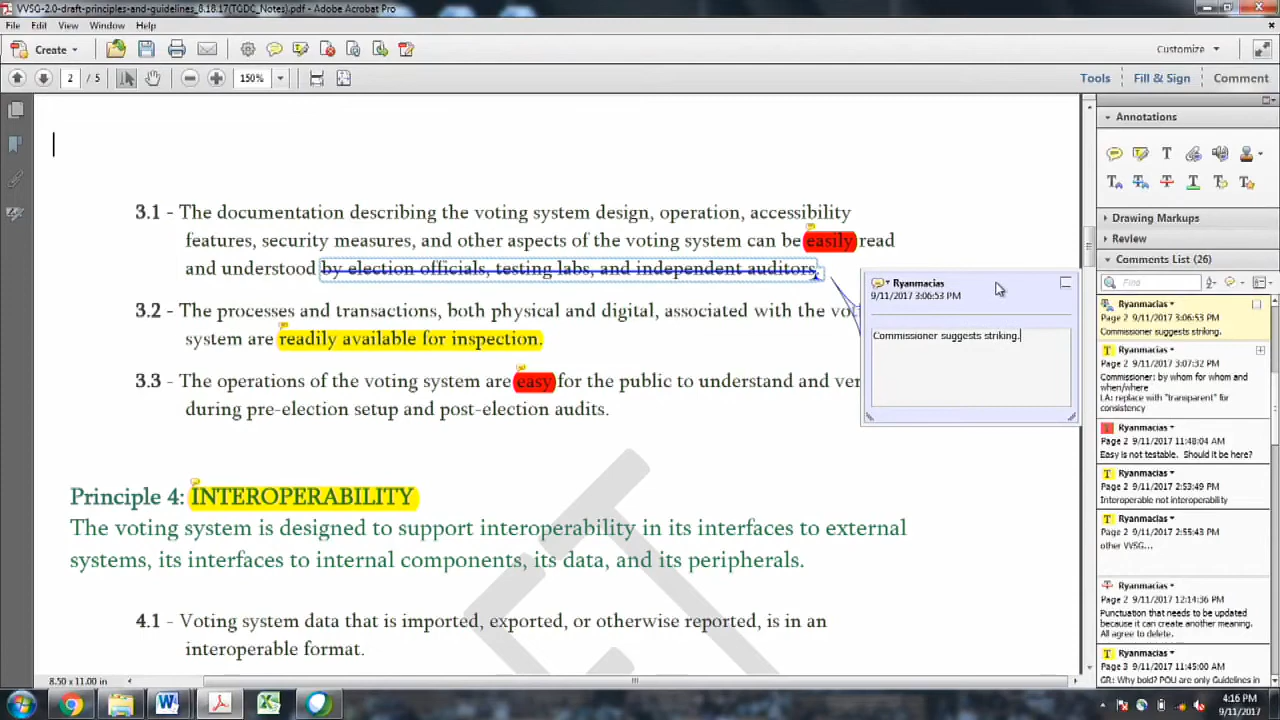 VVSG-2.0-draft-principles-and-guidelines_8.18.17(TGDC_Notes).pdf - Adobe Acrobat Pro
File Edit View Window Help
Create Customize
2 / 5 150% Tools Fill & Sign Comment
3.1 - The documentation describing the voting system design, operation, accessibility
features, security measures, and other aspects of the voting system can be easily read
and understood by election officials, testing labs, and independent auditors.
3.2 - The processes and transactions, both physical and digital, associated with the
system are readily available for inspection.
3.3 - The operations of the voting system are easy for the public to understand and
during pre-election setup and post-election audits.
Principle 4: INTEROPERABILITY
The voting system is designed to support interoperability in its interfaces to external
systems, its interfaces to internal components, its data, and its peripherals.
4.1 - Voting system data that is imported, exported, or otherwise reported, is in an
interoperable format.
8.50 x 11.00 in
Ryanmacias
9/11/2017 3:06:53 PM
Commissioner suggests striking.
Annotations
Drawing Markups
Review
Comments List (26)
Find
Ryanmacias
Page 2 9/11/2017 3:06:53 PM
Commissioner suggests striking.
Ryanmacias
Page 2 9/11/2017 3:07:32 PM
Commissioner: by whom for whom and
when/where
LA: replace with "transparent" for
consistency
Ryanmacias
Page 2 9/11/2017 11:48:04 AM
Easy is not testable. Should it be here?
Ryanmacias
Page 2 9/11/2017 2:53:49 PM
Interoperable not interoperability
Ryanmacias
Page 2 9/11/2017 2:55:43 PM
other VVSG...
Ryanmacias
Page 2 9/11/2017 12:14:36 PM
Punctuation that needs to be updated
because it can create another meaning.
All agree to delete.
Ryanmacias
Page 3 9/11/2017 11:45:00 AM
GR: Why bold? POU are only Guidelines in
4:16 PM
9/11/2017